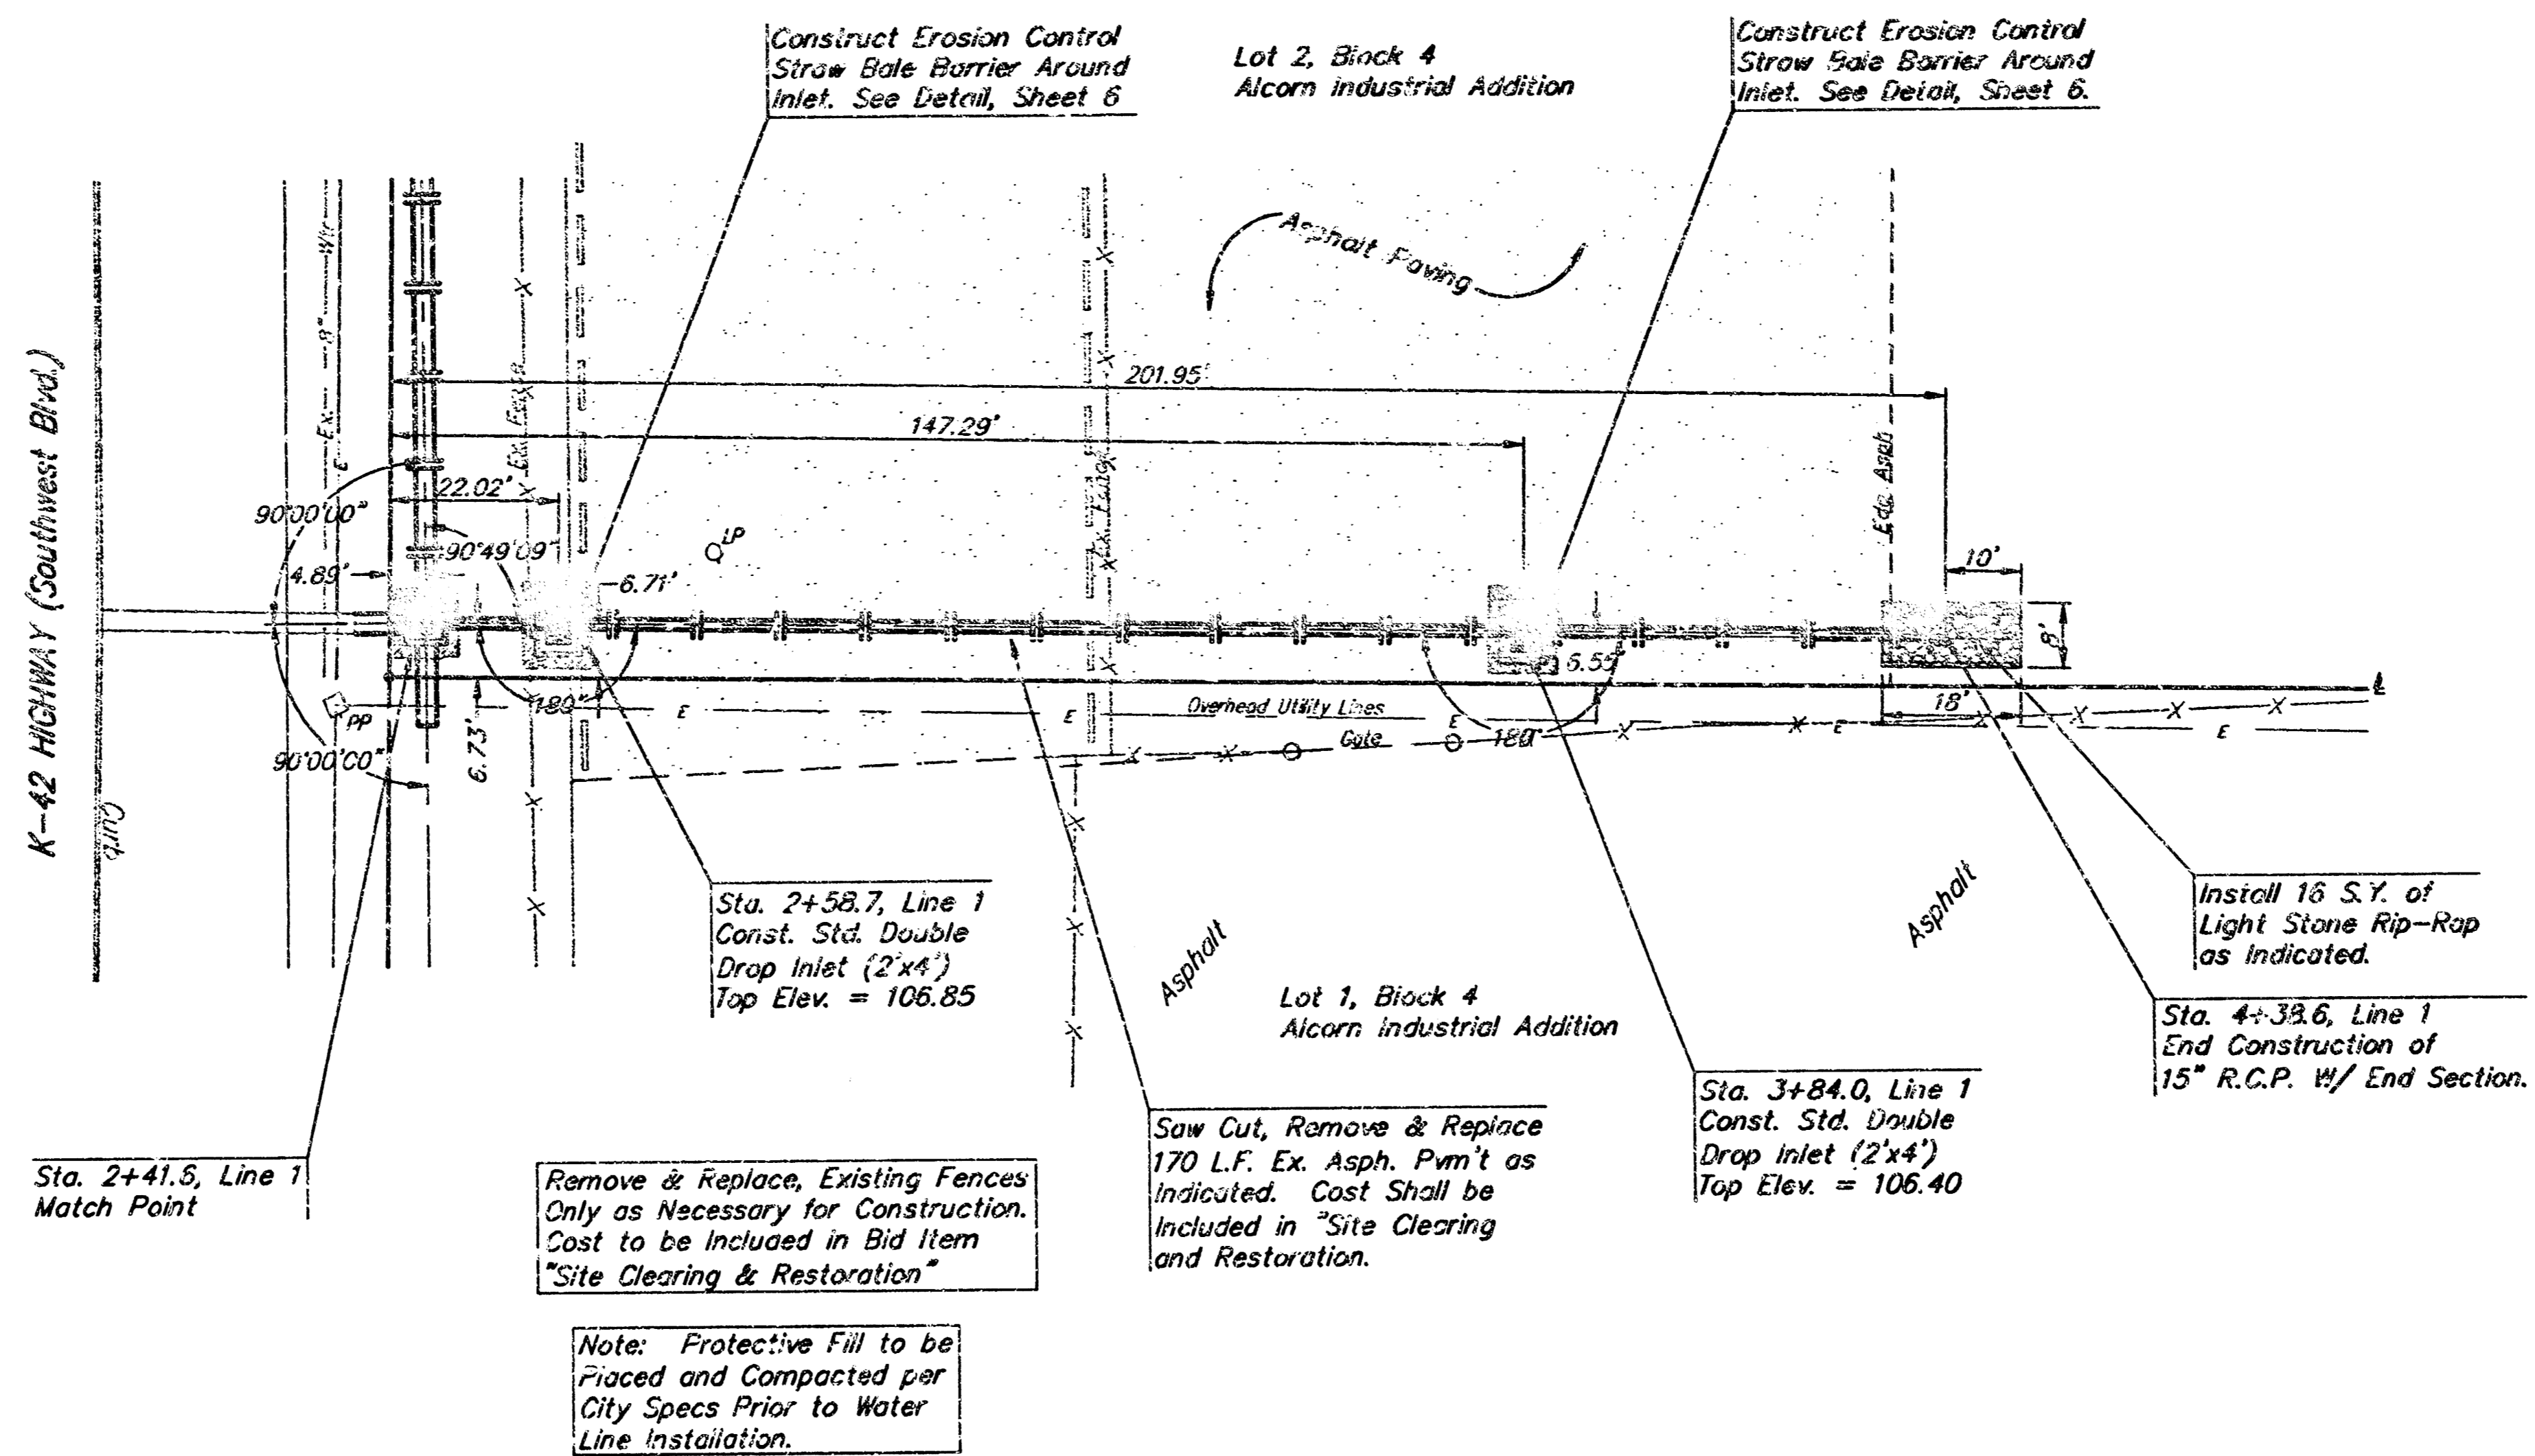 Construct Erosion Control
Straw Bale Barrier Around
Inlet. See Detail, Sheet 6
Lot 2, Block 4
Alcorn Industrial Addition
Construct Erosion Control
Straw Bale Barrier Around
Inlet. See Detail, Sheet 6.
K-42 HIGHWAY (Southwest Blvd.)
Curb
Ex. 8" Wtr
E
Ex. Fence
Ex. Fence
Asphalt Paving
Edge Asph
201.95'
147.29'
22.02'
90°00'00"
90°49'09"
4.89'
6.71'
LP
10'
8'
6.55'
18'
180°
PP
E
E
Overhead Utility Lines
E
E
E
Gate
180°
6.73'
90°00'00"
Sta. 2+58.7, Line 1
Const. Std. Double
Drop Inlet (2'x4')
Top Elev. = 106.85
Asphalt
Asphalt
Lot 1, Block 4
Alcorn Industrial Addition
Install 16 S.Y. of
Light Stone Rip-Rap
as Indicated.
Sta. 4+38.6, Line 1
End Construction of
15" R.C.P. W/ End Section.
Sta. 3+84.0, Line 1
Const. Std. Double
Drop Inlet (2'x4')
Top Elev. = 106.40
Saw Cut, Remove & Replace
170 L.F. Ex. Asph. Pvm't as
Indicated. Cost Shall be
Included in "Site Clearing
and Restoration.
Sta. 2+41.6, Line 1
Match Point
Remove & Replace, Existing Fences
Only as Necessary for Construction.
Cost to be Included in Bid Item
"Site Clearing & Restoration"
Note: Protective Fill to be
Placed and Compacted per
City Specs Prior to Water
Line Installation.